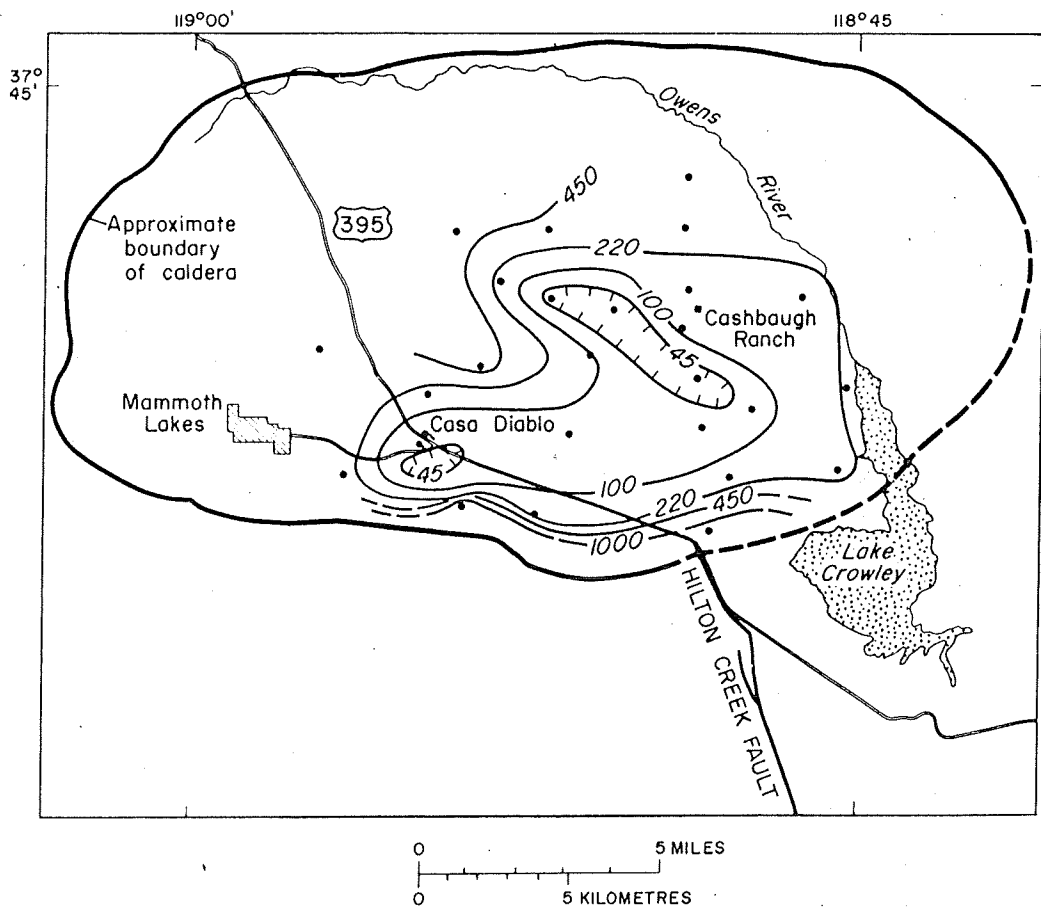 119°00'
118°45
37°
45'
Owens
River
450
395
Approximate
boundary
of caldera
220
100
Cashbaugh
Ranch
45
Mammoth
Lakes
Casa Diablo
45
100
220
450
1000
Lake
Crowley
HILTON CREEK FAULT
0
5 MILES
0
5 KILOMETRES